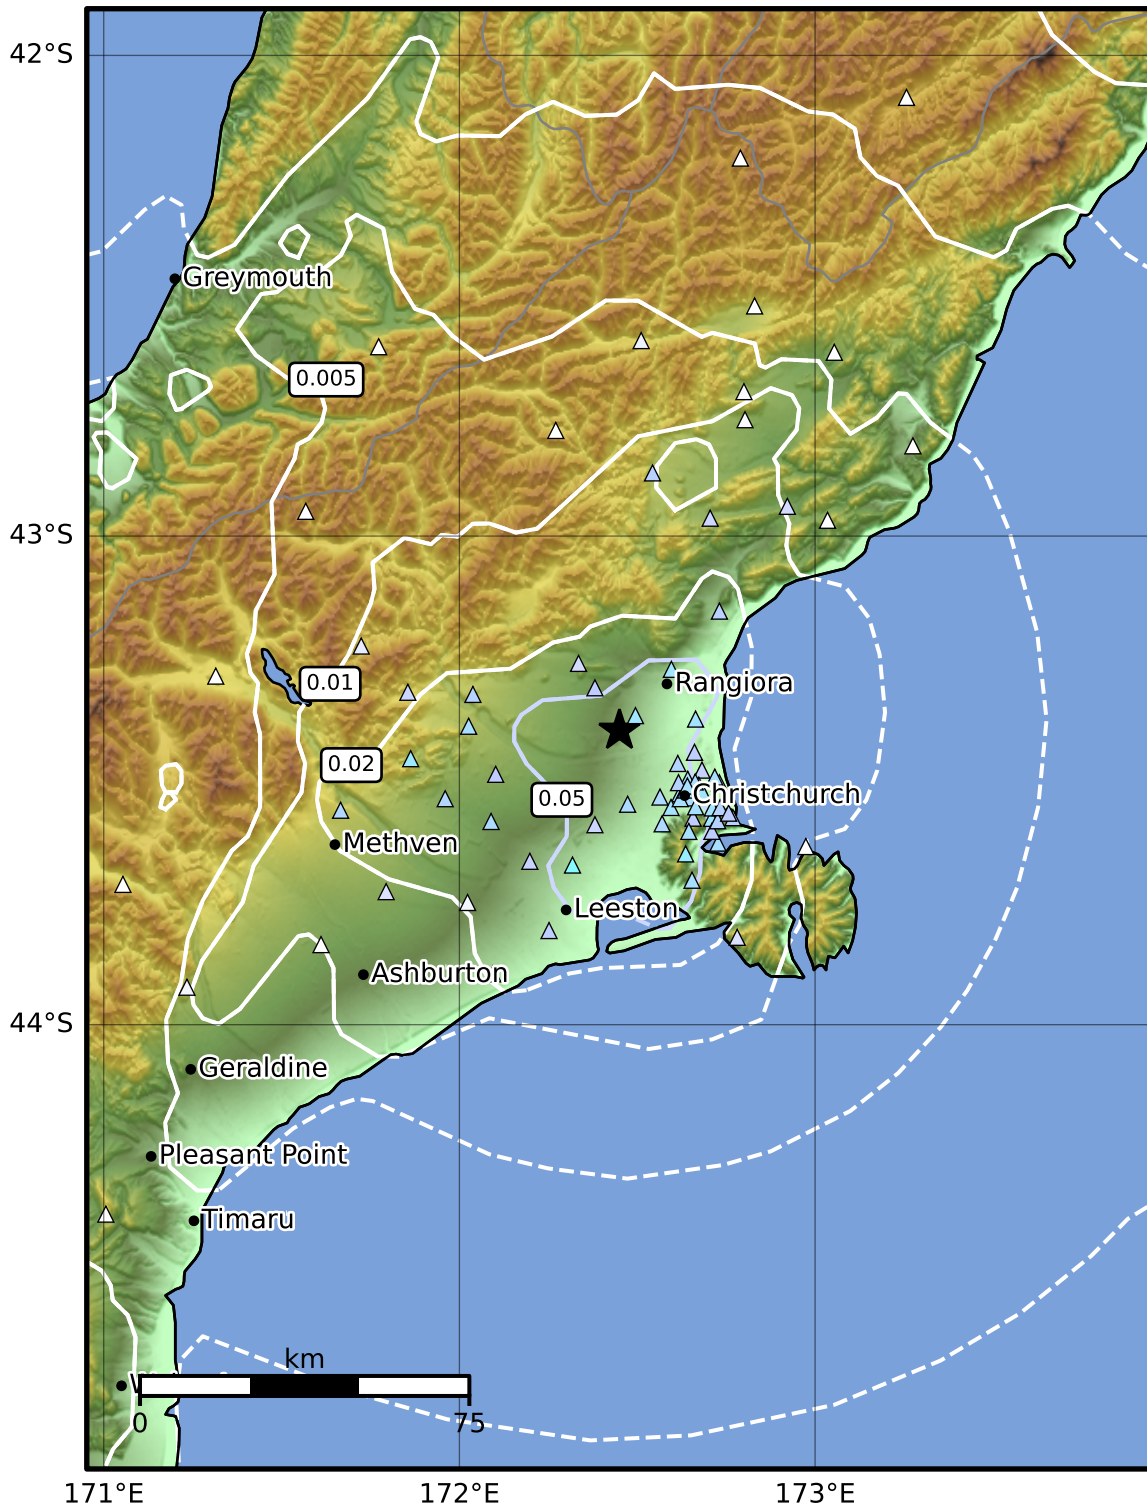 42°S
Greymouth
0.005
43°S
0.01
Rangiora
0.02
0.05
Christchurch
Methven
Leeston
Ashburton
44°S
Geraldine
Pleasant Point
Timaru
km
0
75
171°E
172°E
173°E